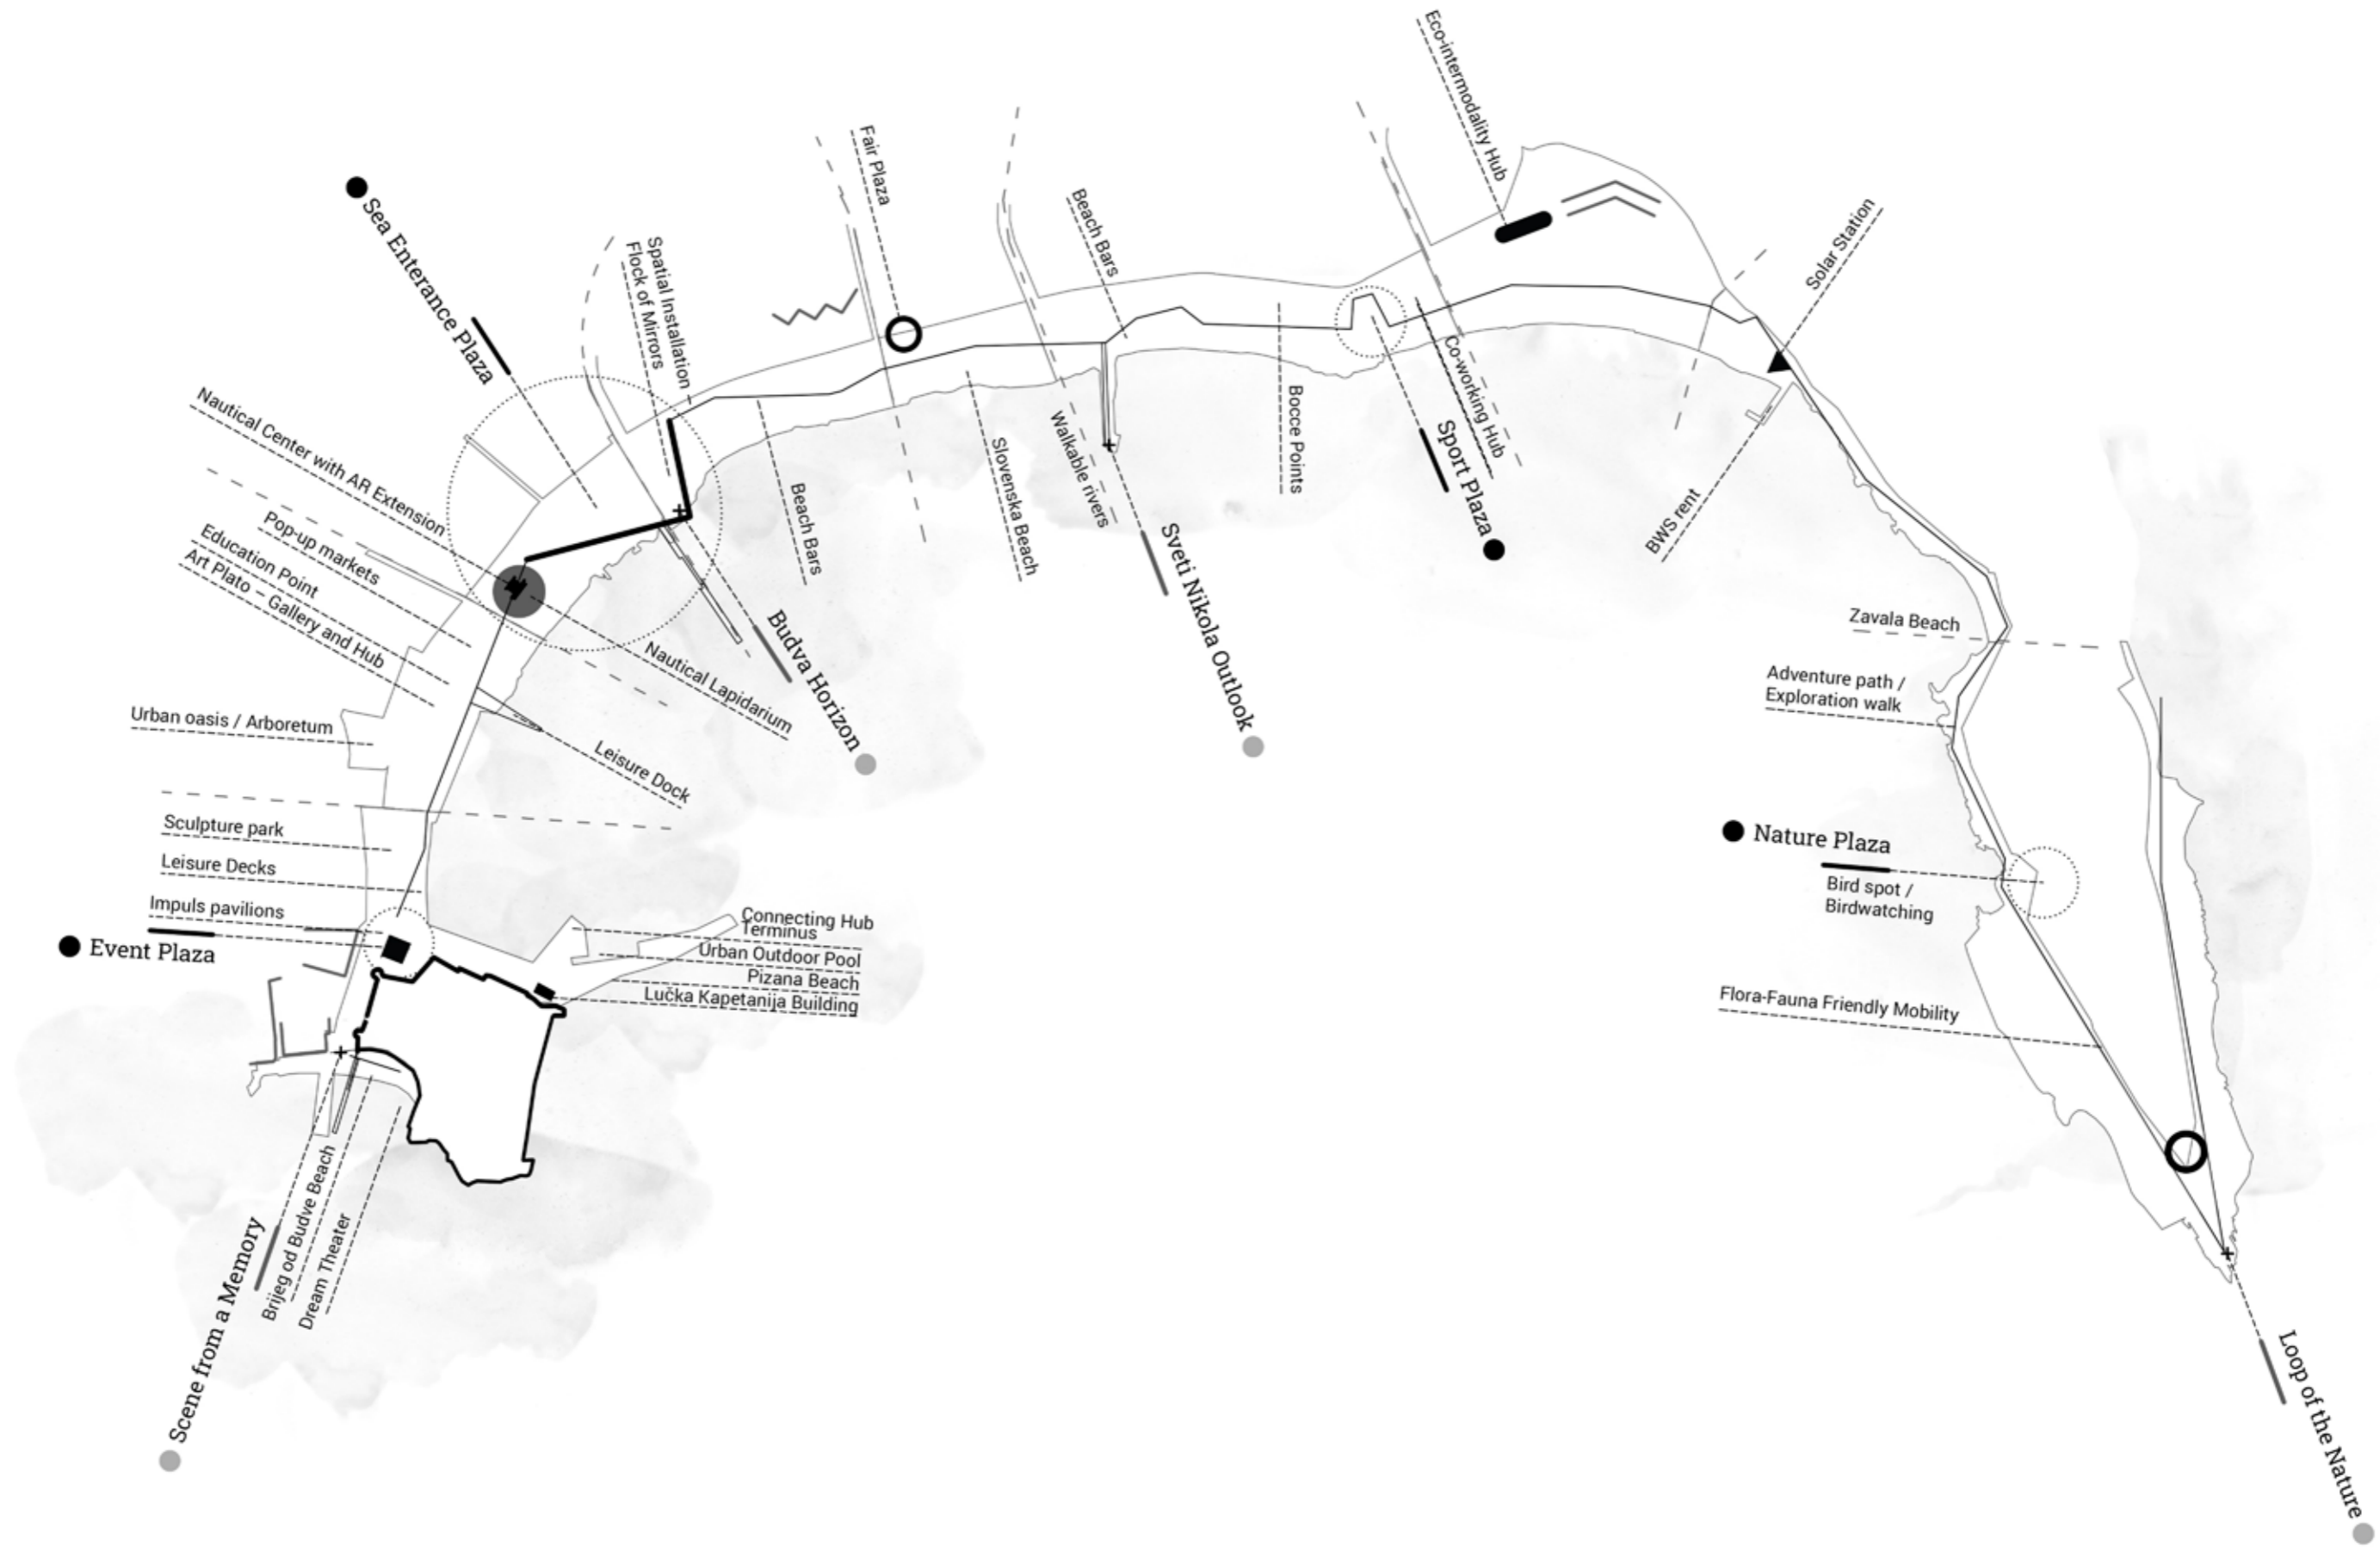 Eco-intermodality Hub
Fair Plaza
Beach Bars
Solar Station
Sea Enterance Plaza
Spatial Installation
Flock of Mirrors
Co-working Hub
Bocce Points
Sport Plaza
Nautical Center with AR Extension
Walkable rivers
Slovenska Beach
Beach Bars
BWS rent
Pop-up markets
Education Point
Art Plato – Gallery and Hub
Sveti Nikola Outlook
Budva Horizon
Nautical Lapidarium
Zavala Beach
Adventure path /
Exploration walk
Urban oasis / Arboretum
Leisure Dock
Sculpture park
Leisure Decks
Impuls pavilions
Event Plaza
Nature Plaza
Bird spot /
Birdwatching
Connecting Hub
Terminus
Urban Outdoor Pool
Pizana Beach
Lučka Kapetanija Building
Flora-Fauna Friendly Mobility
Scene from a Memory
Brijeg od Budve Beach
Dream Theater
Loop of the Nature